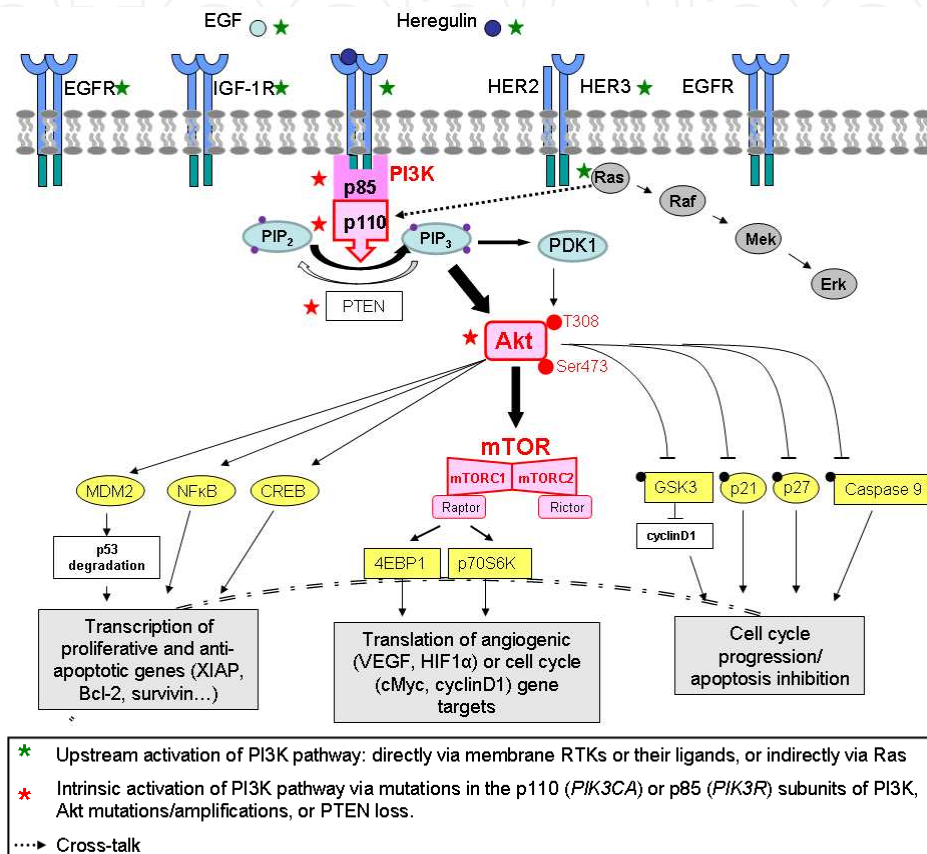 EGF
Heregulin
EGFR
IGF-1R
HER2
HER3
EGFR
PI3K
p85
p110
Ras
Raf
Mek
Erk
PIP2
PIP3
PDK1
PTEN
Akt
T308
Ser473
mTOR
mTORC1
mTORC2
Raptor
Rictor
MDM2
NFκB
CREB
GSK3
p21
p27
Caspase 9
p53
degradation
cyclinD1
4EBP1
p70S6K
Transcription of
proliferative and anti-
apoptotic genes (XIAP,
Bcl-2, survivin…)
Translation of angiogenic
(VEGF, HIF1α) or cell cycle
(cMyc, cyclinD1) gene
targets
Cell cycle
progression/
apoptosis inhibition
* Upstream activation of PI3K pathway: directly via membrane RTKs or their ligands, or indirectly via Ras
* Intrinsic activation of PI3K pathway via mutations in the p110 (PIK3CA) or p85 (PIK3R) subunits of PI3K,
Akt mutations/amplifications, or PTEN loss.
Cross-talk